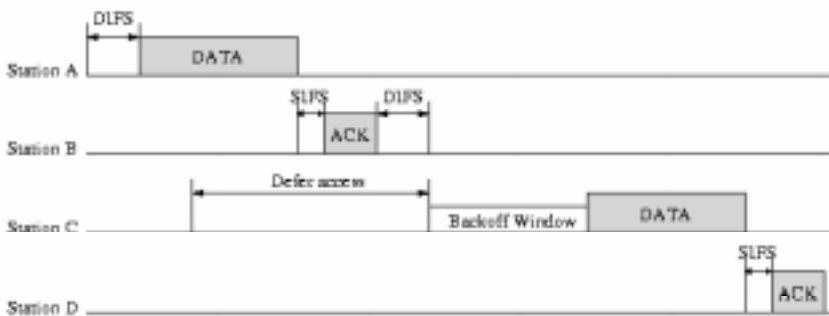 DIFS
DATA
Station A
SIFS DIFS
ACK
Station B
Defer access
Backoff Window DATA
Station C
SIFS
ACK
Station D